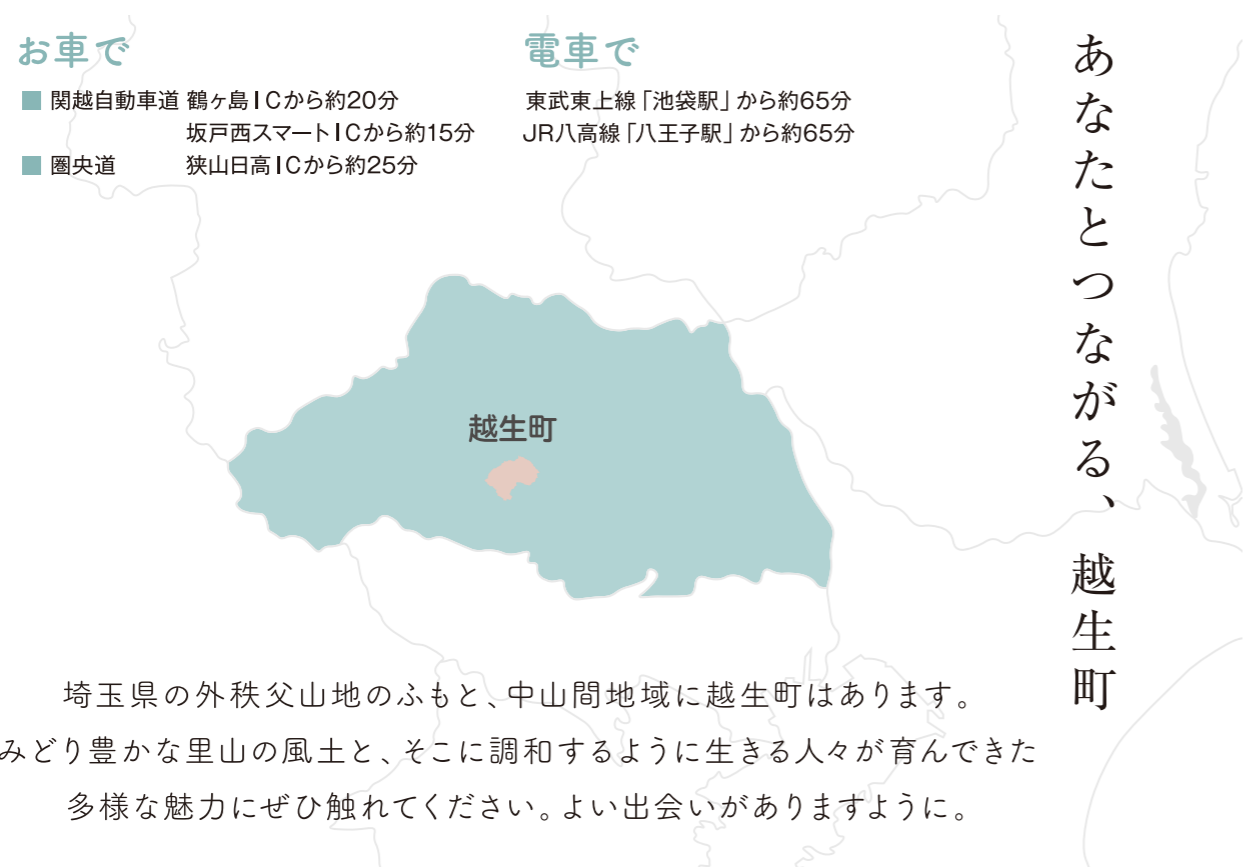 お車で
■ 関越自動車道 鶴ヶ島ICから約20分
坂戸西スマートICから約15分
■ 圏央道 狭山日高ICから約25分
電車で
東武東上線「池袋駅」から約65分
JR八高線「八王子駅」から約65分
あなたとつながる、越生町
越生町
埼玉県の外秩父山地のふもと、中山間地域に越生町はあります。
みどり豊かな里山の風土と、そこに調和するように生きる人々が育んできた
多様な魅力にぜひ触れてください。よい出会いがありますように。